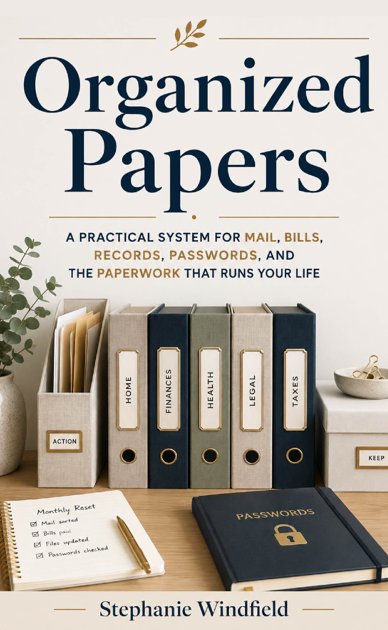 Organized
Papers
A PRACTICAL SYSTEM FOR MAIL, BILLS,
RECORDS, PASSWORDS, AND
THE PAPERWORK THAT RUNS YOUR LIFE
ACTION
HOME
FINANCES
HEALTH
LEGAL
TAXES
KEEP
Monthly Reset
Mail sorted
Bills paid
Files updated
Passwords checked
PASSWORDS
Stephanie Windfield